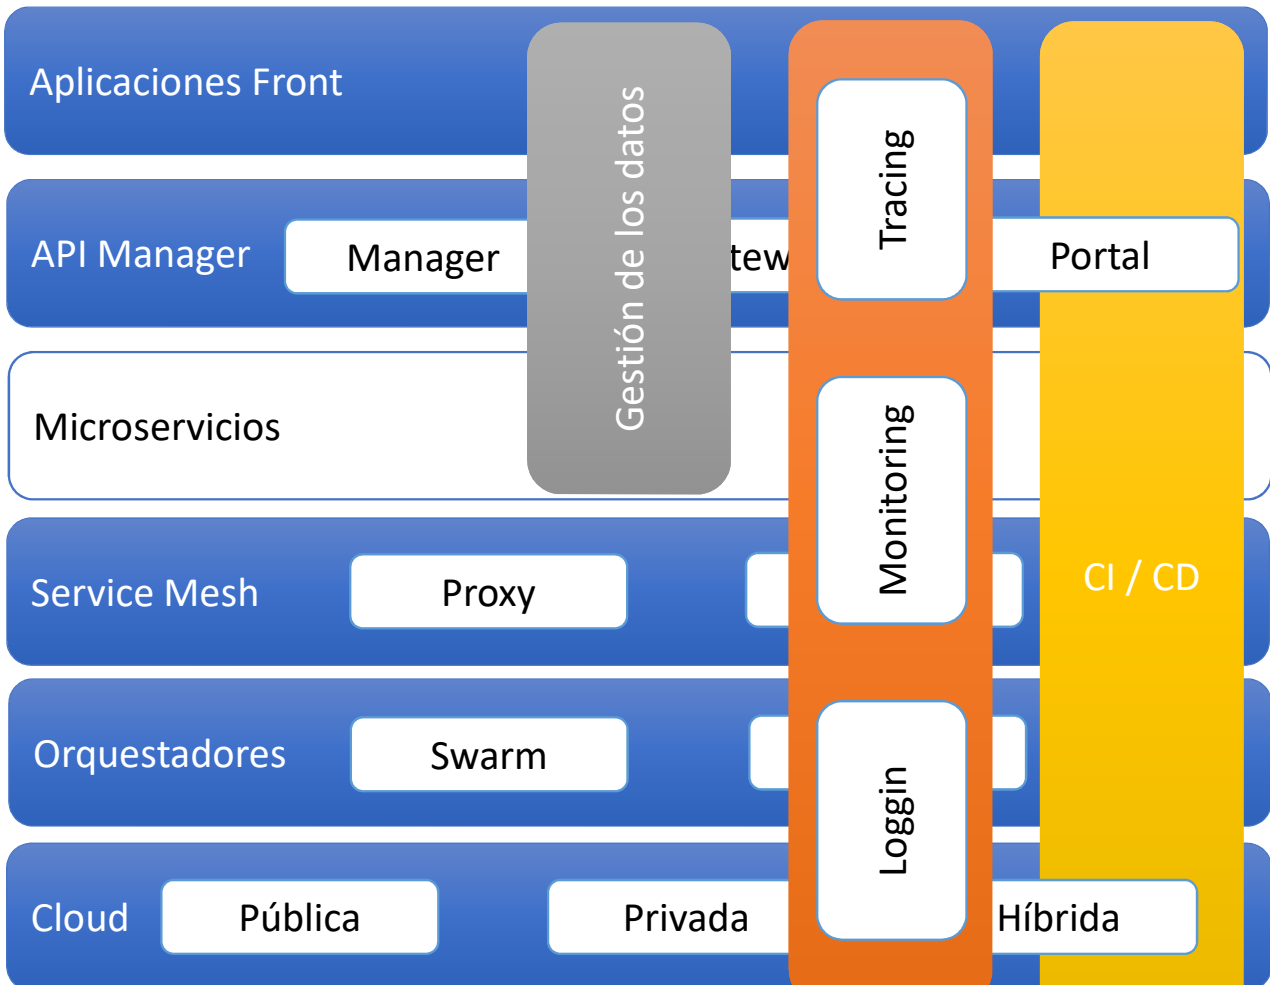 Aplicaciones Front
Gestión de los datos
Tracing
API Manager
Manager
tew
Portal
Microservicios
Monitoring
Service Mesh
Proxy
CI / CD
Orquestadores
Swarm
Loggin
Cloud
Pública
Privada
Híbrida